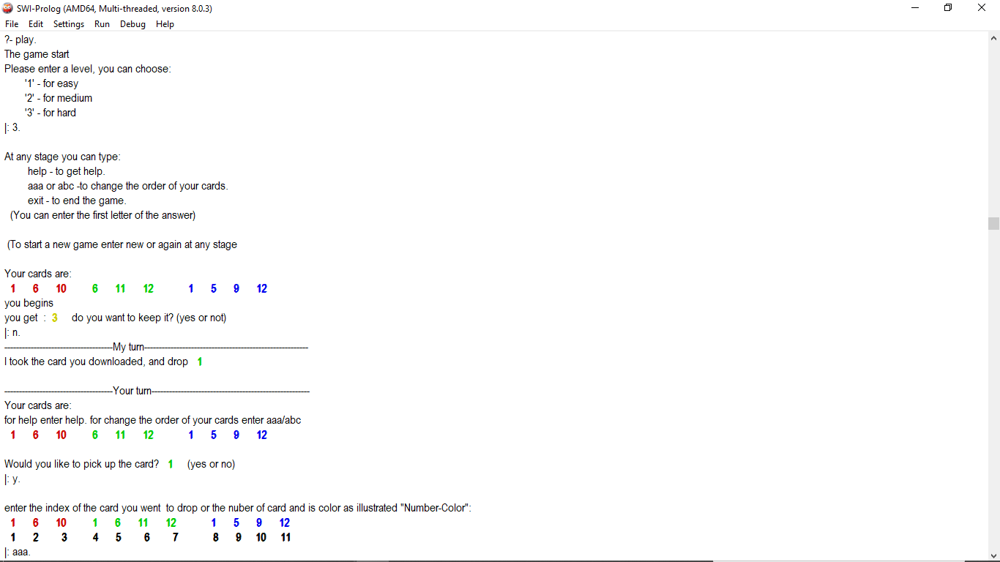 SWI-Prolog (AMD64, Multi-threaded, version 8.0.3)
File Edit Settings Run Debug Help
?- play.
The game start
Please enter a level, you can choose:
'1' - for easy
'2' - for medium
'3' - for hard
|: 3.
At any stage you can type:
help - to get help.
aaa or abc -to change the order of your cards.
exit - to end the game.
(You can enter the first letter of the answer)
(To start a new game enter new or again at any stage
Your cards are:
1 6 10 6 11 12 1 5 9 12
you begins
you get : 3 do you want to keep it? (yes or not)
|: n.
-------------------------------------My turn--------------------------------------------------------
I took the card you downloaded, and drop 1
-------------------------------------Your turn------------------------------------------------------
Your cards are:
for help enter help. for change the order of your cards enter aaa/abc
1 6 10 6 11 12 1 5 9 12
Would you like to pick up the card? 1 (yes or no)
|: y.
enter the index of the card you went to drop or the nuber of card and is color as illustrated "Number-Color":
1 6 10 1 6 11 12 1 5 9 12
1 2 3 4 5 6 7 8 9 10 11
|: aaa.